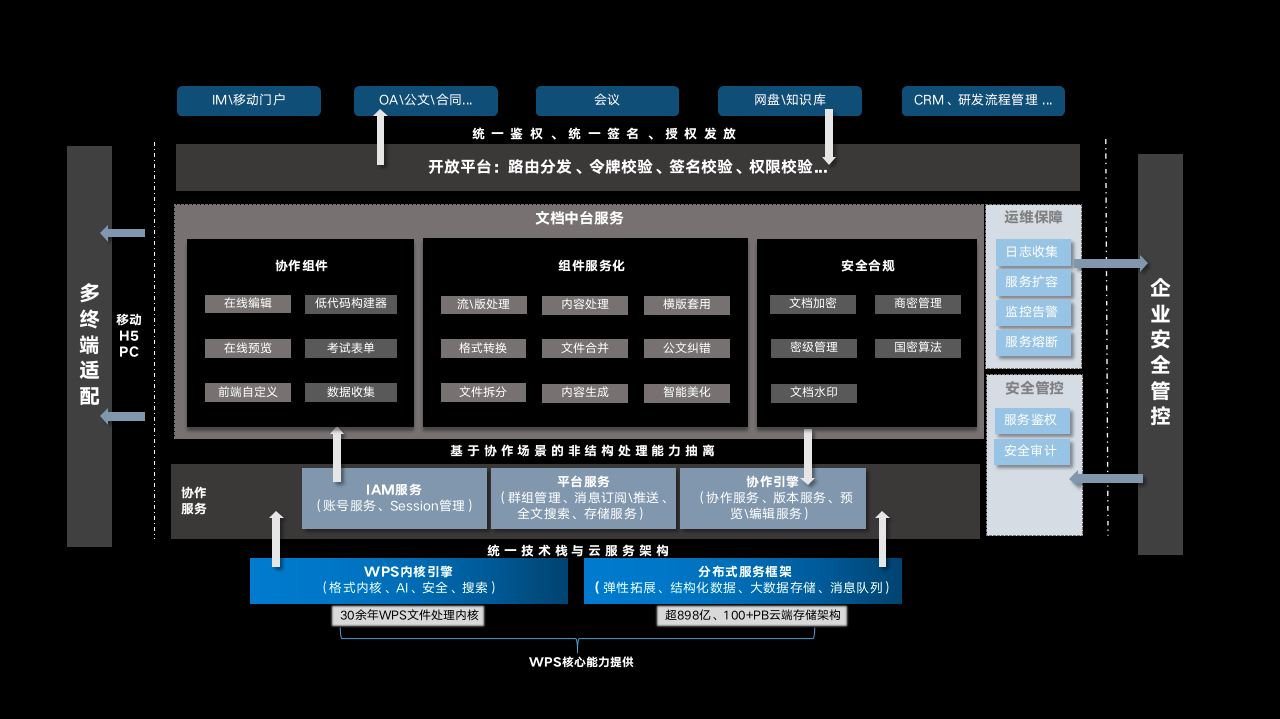 IM\移动门户
OA\公文\合同...
会议
网盘\知识库
CRM、研发流程管理 ...
统一鉴权、统一签名、授权发放
开放平台：路由分发、令牌校验、签名校验、权限校验...
多终端适配
移动
H5
PC
文档中台服务
协作组件
在线编辑
低代码构建器
在线预览
考试表单
前端自定义
数据收集
组件服务化
流\版处理
内容处理
横版套用
格式转换
文件合并
公文纠错
文件拆分
内容生成
智能美化
安全合规
文档加密
商密管理
密级管理
国密算法
文档水印
运维保障
日志收集
服务扩容
监控告警
服务熔断
安全管控
服务鉴权
安全审计
企业安全管控
基于协作场景的非结构处理能力抽离
协作
服务
IAM服务
（账号服务、Session管理）
平台服务
（群组管理、消息订阅\推送、
全文搜索、存储服务）
协作引擎
（协作服务、版本服务、预
览\编辑服务）
统一技术栈与云服务架构
WPS内核引擎
（格式内核、AI、安全、搜索）
分布式服务框架
（弹性拓展、结构化数据、大数据存储、消息队列）
30余年WPS文件处理内核
超898亿、100+PB云端存储架构
WPS核心能力提供